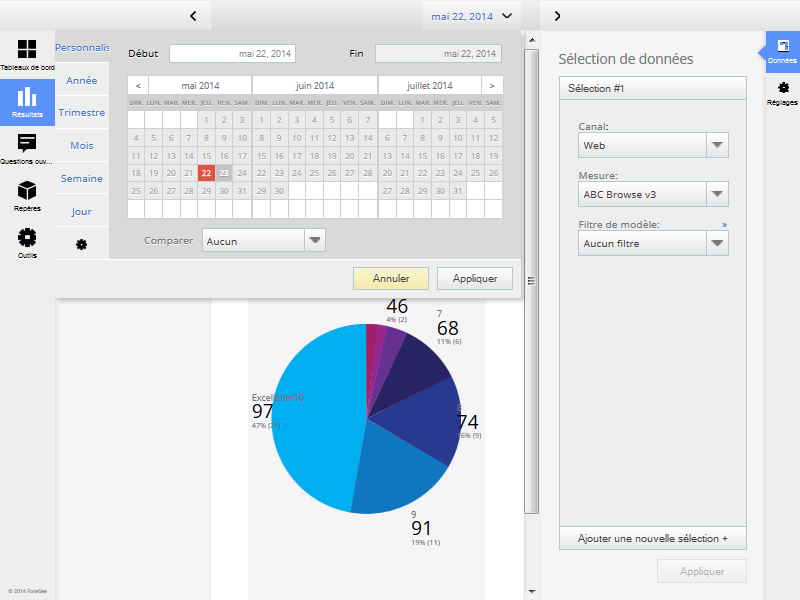 mai 22, 2014
Tableaux de bord
Résultats
Questions ouv...
Repères
Outils
© 2014 ForeSee
Personnalis
Année
Trimestre
Mois
Semaine
Jour
Début mai 22, 2014 Fin mai 22, 2014
< mai 2014 juin 2014 juillet 2014 >
DIM. LUN. MAR. MER. JEU. VEN. SAM. DIM. LUN. MAR. MER. JEU. VEN. SAM. DIM. LUN. MAR. MER. JEU. VEN. SAM.
1 2 3 1 2 3 4 5 6 7 1 2 3 4 5
4 5 6 7 8 9 10 8 9 10 11 12 13 14 6 7 8 9 10 11 12
11 12 13 14 15 16 17 15 16 17 18 19 20 21 13 14 15 16 17 18 19
18 19 20 21 22 23 24 22 23 24 25 26 27 28 20 21 22 23 24 25 26
25 26 27 28 29 30 31 29 30 27 28 29 30 31
Comparer Aucun
Annuler Appliquer
46
4% (2)
7
68
11% (6)
8
74
16% (9)
9
91
19% (11)
Excellent=10
97
47% (27)
Sélection de données
Sélection #1
Canal:
Web
Mesure:
ABC Browse v3
Filtre de modèle: »
Aucun filtre
Ajouter une nouvelle sélection +
Appliquer
Données
Réglages